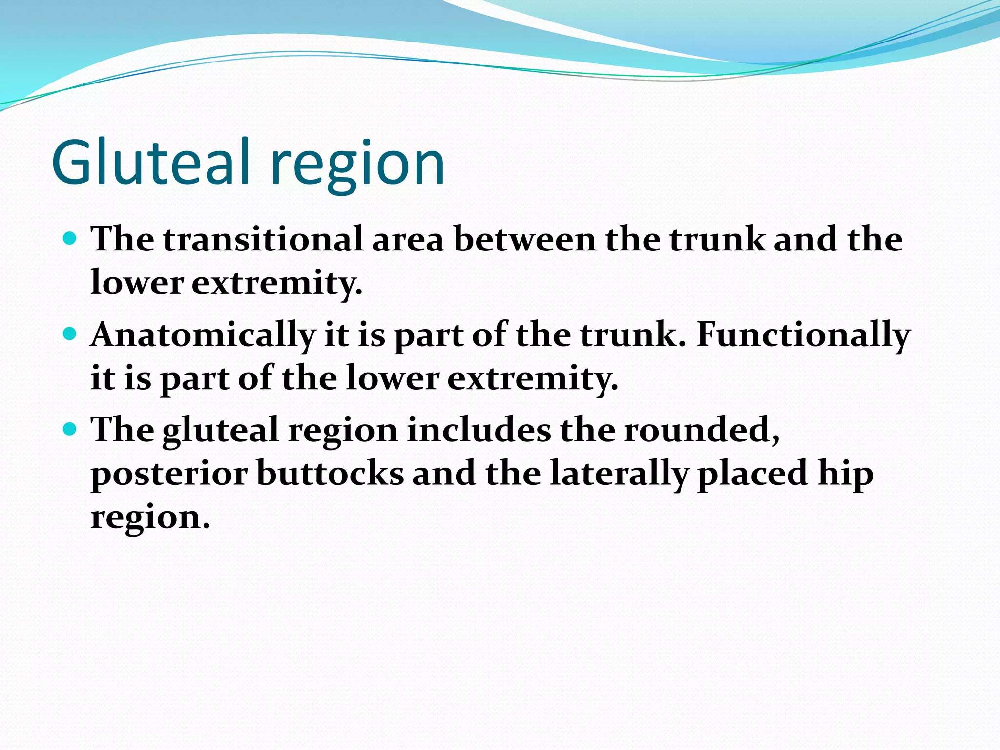 Gluteal region
• The transitional area between the trunk and the
lower extremity.
• Anatomically it is part of the trunk. Functionally
it is part of the lower extremity.
• The gluteal region includes the rounded,
posterior buttocks and the laterally placed hip
region.